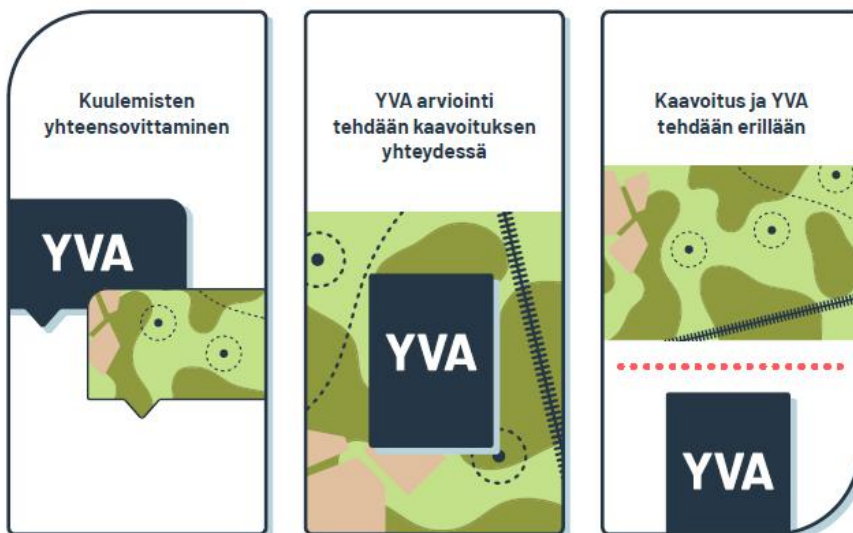 Kuulemisten
yhteensovittaminen
YVA
YVA arviointi
tehdään kaavoituksen
yhteydessä
YVA
Kaavoitus ja YVA
tehdään erillään
YVA